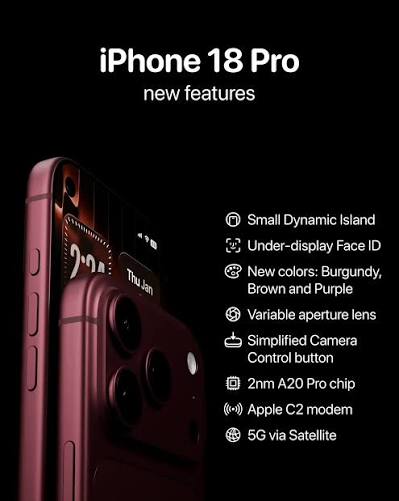 iPhone 18 Pro
new features
Small Dynamic Island
Under-display Face ID
New colors: Burgundy,
Brown and Purple
Variable aperture lens
Simplified Camera
Control button
2nm A20 Pro chip
Apple C2 modem
5G via Satellite
Thu Jan